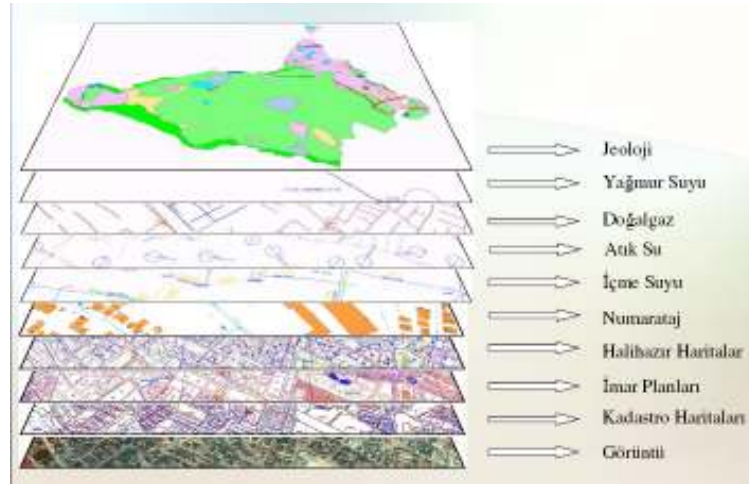 Jeoloji
Yağmur Suyu
Doğalgaz
Atık Su
İçme Suyu
Numarataj
Halihazır Haritalar
İmar Planları
Kadastro Haritaları
Görüntü